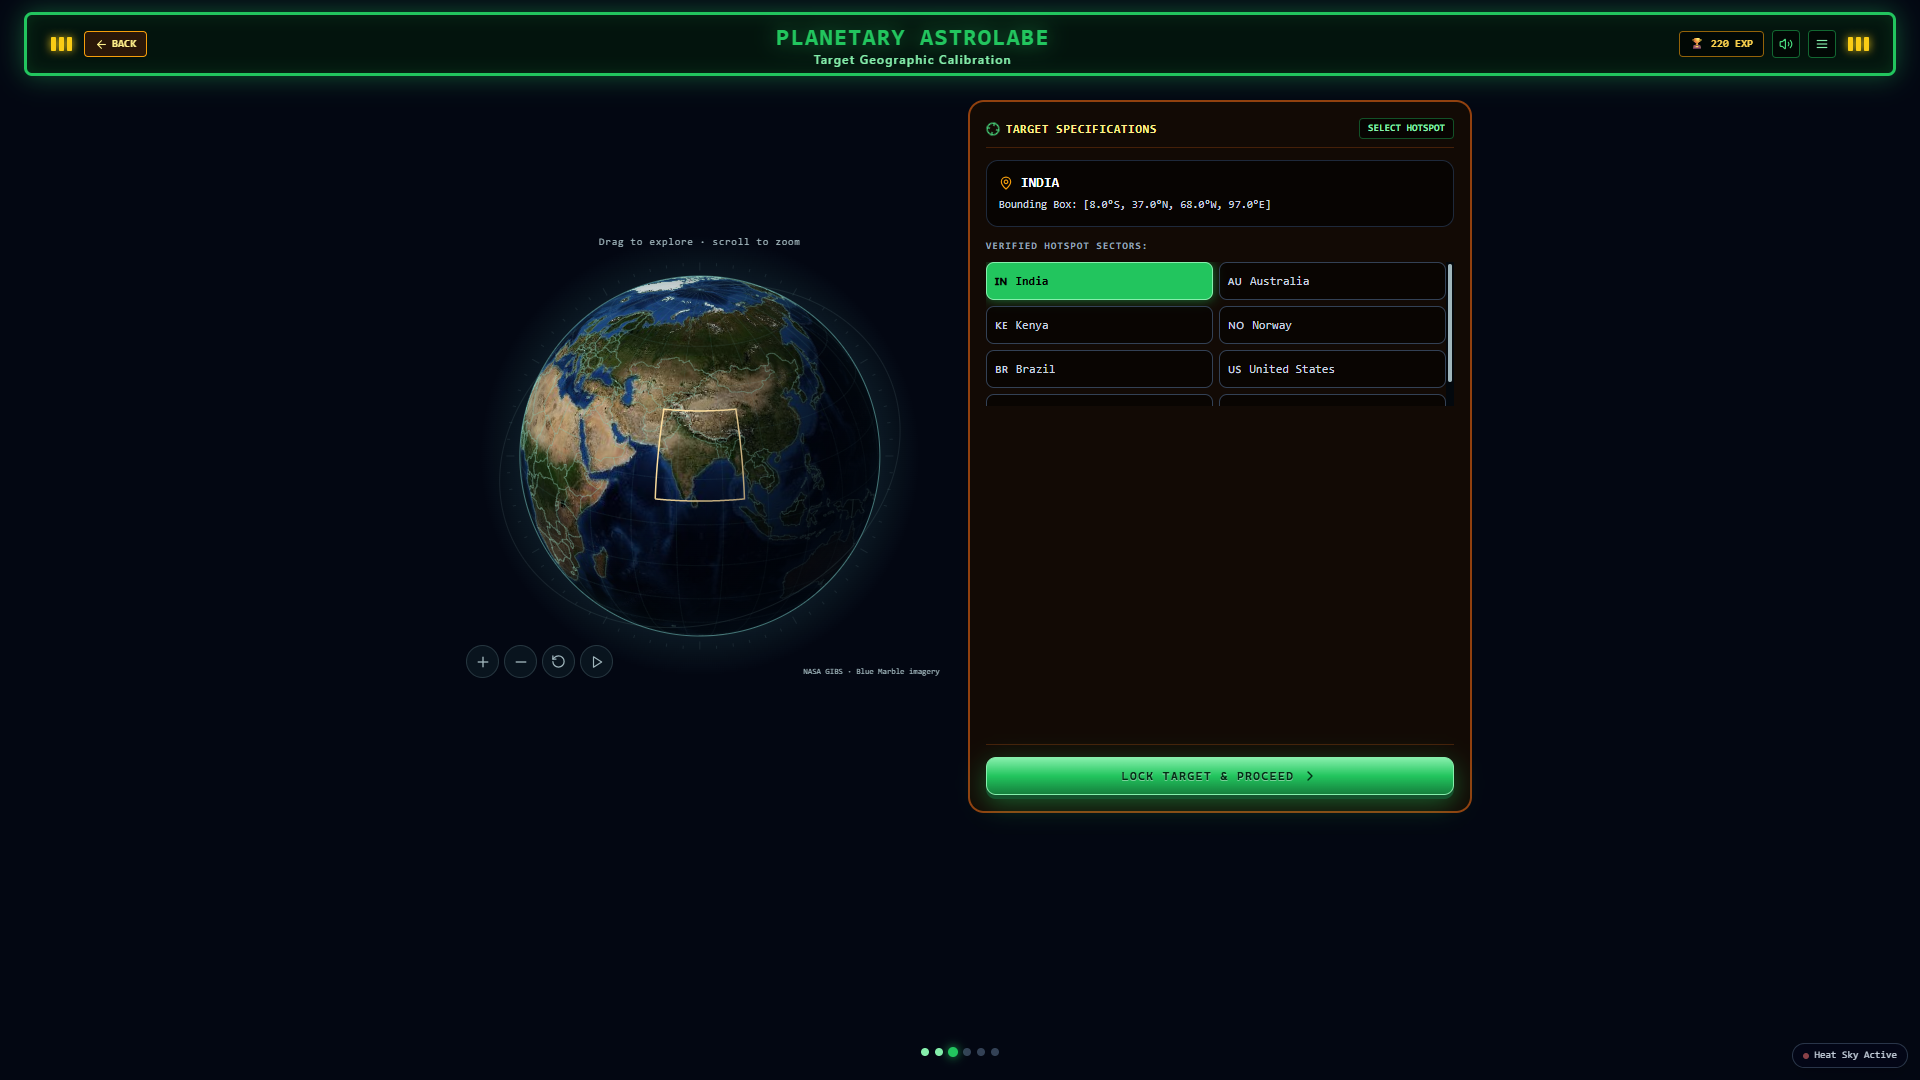 BACK
PLANETARY ASTROLABE
Target Geographic Calibration
220 EXP
Drag to explore · scroll to zoom
NASA GIBS · Blue Marble imagery
TARGET SPECIFICATIONS
SELECT HOTSPOT
INDIA
Bounding Box: [8.0°S, 37.0°N, 68.0°W, 97.0°E]
VERIFIED HOTSPOT SECTORS:
IN India
AU Australia
KE Kenya
NO Norway
BR Brazil
US United States
LOCK TARGET & PROCEED
Heat Sky Active